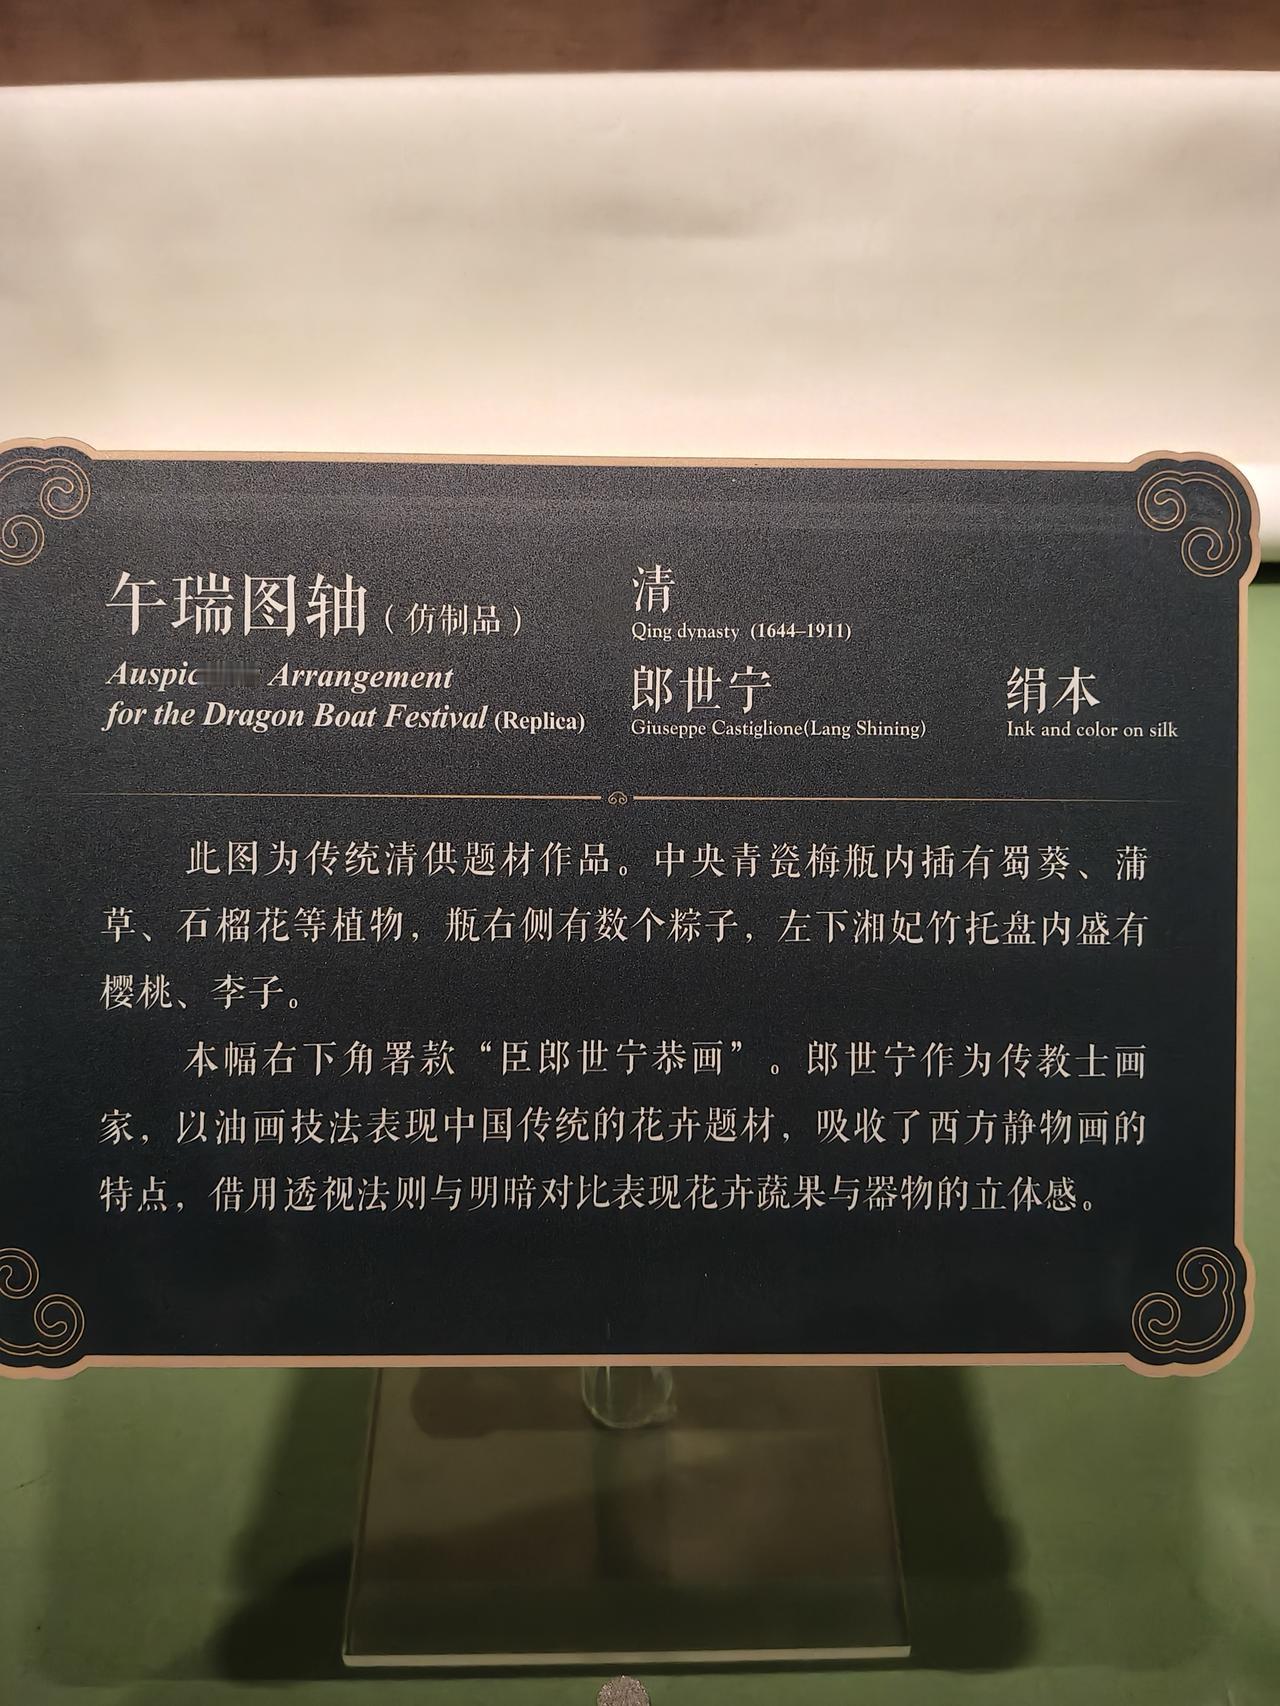 午瑞图轴（仿制品）
Arrangement
for the Dragon Boat Festival (Replica)
清
Qing dynasty (1644–1911)
郎世宁
Giuseppe Castiglione(Lang Shining)
绢本
Ink and color on silk
此图为传统清供题材作品。中央青瓷梅瓶内插有蜀葵、蒲
草、石榴花等植物，瓶右侧有数个粽子，左下湘妃竹托盘内盛有
樱桃、李子。
本幅右下角署款“臣郎世宁恭画”。郎世宁作为传教士画
家，以油画技法表现中国传统的花卉题材，吸收了西方静物画的
特点，借用透视法则与明暗对比表现花卉蔬果与器物的立体感。